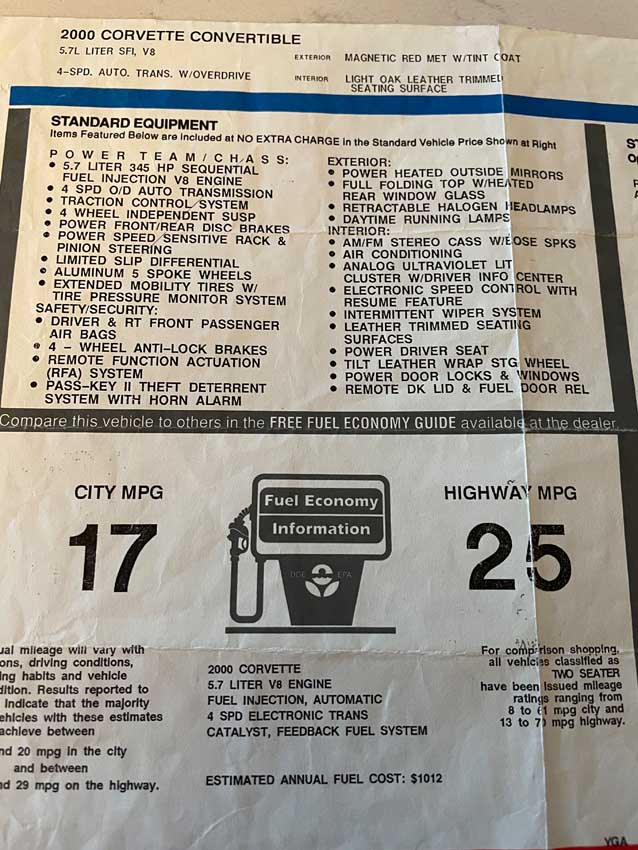 2000 CORVETTE CONVERTIBLE
5.7L LITER SFI, V8
EXTERIOR MAGNETIC RED MET W/TINT COAT
4-SPD. AUTO. TRANS. W/OVERDRIVE
INTERIOR LIGHT OAK LEATHER TRIMMED
SEATING SURFACE
STANDARD EQUIPMENT
Items Featured Below are Included at NO EXTRA CHARGE in the Standard Vehicle Price Shown at Right
POWER TEAM/CHASS:
• 5.7 LITER 345 HP SEQUENTIAL
FUEL INJECTION V8 ENGINE
• 4 SPD O/D AUTO TRANSMISSION
• TRACTION CONTROL SYSTEM
• 4 WHEEL INDEPENDENT SUSP
• POWER FRONT/REAR DISC BRAKES
• POWER SPEED SENSITIVE RACK &
PINION STEERING
• LIMITED SLIP DIFFERENTIAL
• ALUMINUM 5 SPOKE WHEELS
• EXTENDED MOBILITY TIRES W/
TIRE PRESSURE MONITOR SYSTEM
SAFETY/SECURITY:
• DRIVER & RT FRONT PASSENGER
AIR BAGS
• 4 - WHEEL ANTI-LOCK BRAKES
• REMOTE FUNCTION ACTUATION
(RFA) SYSTEM
• PASS-KEY II THEFT DETERRENT
SYSTEM WITH HORN ALARM
EXTERIOR:
• POWER HEATED OUTSIDE MIRRORS
• FULL FOLDING TOP W/HEATED
REAR WINDOW GLASS
• RETRACTABLE HALOGEN HEADLAMPS
• DAYTIME RUNNING LAMPS
INTERIOR:
• AM/FM STEREO CASS W/BOSE SPKS
• AIR CONDITIONING
• ANALOG ULTRAVIOLET LIT
CLUSTER W/DRIVER INFO CENTER
• ELECTRONIC SPEED CONTROL WITH
RESUME FEATURE
• INTERMITTENT WIPER SYSTEM
• LEATHER TRIMMED SEATING
SURFACES
• POWER DRIVER SEAT
• TILT LEATHER WRAP STG WHEEL
• POWER DOOR LOCKS & WINDOWS
• REMOTE DK LID & FUEL DOOR REL
Compare this vehicle to others in the FREE FUEL ECONOMY GUIDE available at the dealer.
CITY MPG
17
Fuel Economy
Information
DOE EPA
HIGHWAY MPG
25
ual mileage will vary with
ons, driving conditions,
ing habits and vehicle
dition. Results reported to
indicate that the majority
ehicles with these estimates
achieve between
nd 20 mpg in the city
and between
nd 29 mpg on the highway.
2000 CORVETTE
5.7 LITER V8 ENGINE
FUEL INJECTION, AUTOMATIC
4 SPD ELECTRONIC TRANS
CATALYST, FEEDBACK FUEL SYSTEM
ESTIMATED ANNUAL FUEL COST: $1012
For comparison shopping,
all vehicles classified as
TWO SEATER
have been issued mileage
ratings ranging from
8 to 61 mpg city and
13 to 70 mpg highway.
YGA